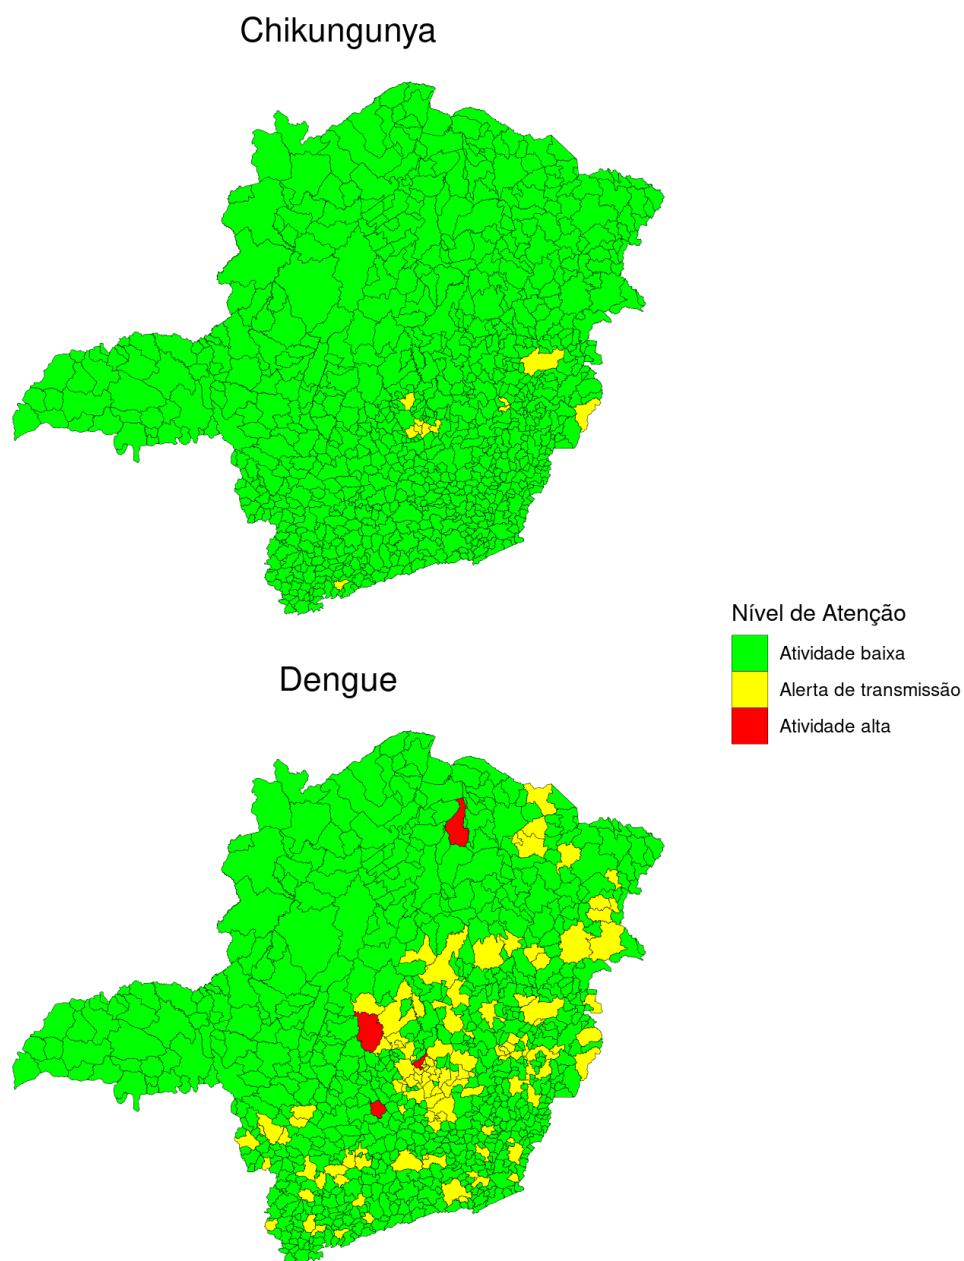 Chikungunya
Nível de Atenção
Atividade baixa
Alerta de transmissão
Atividade alta
Dengue